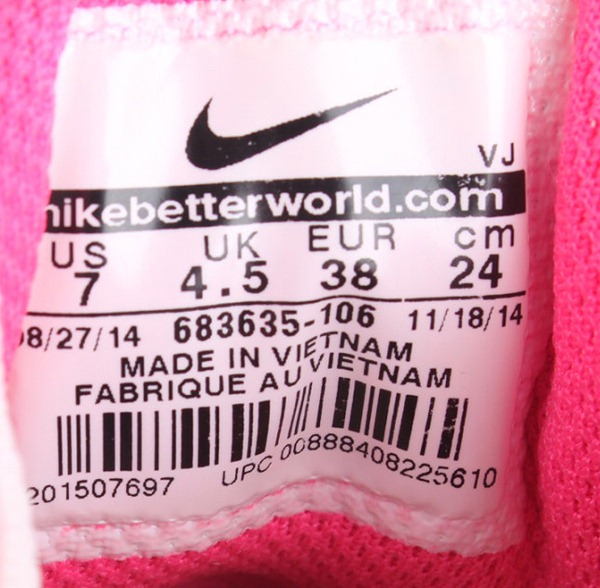 VJ
nikebetterworld.com
US UK EUR cm
7 4.5 38 24
08/27/14 683635-106 11/18/14
MADE IN VIETNAM
FABRIQUE AU VIETNAM
201507697 UPC 00888408225610